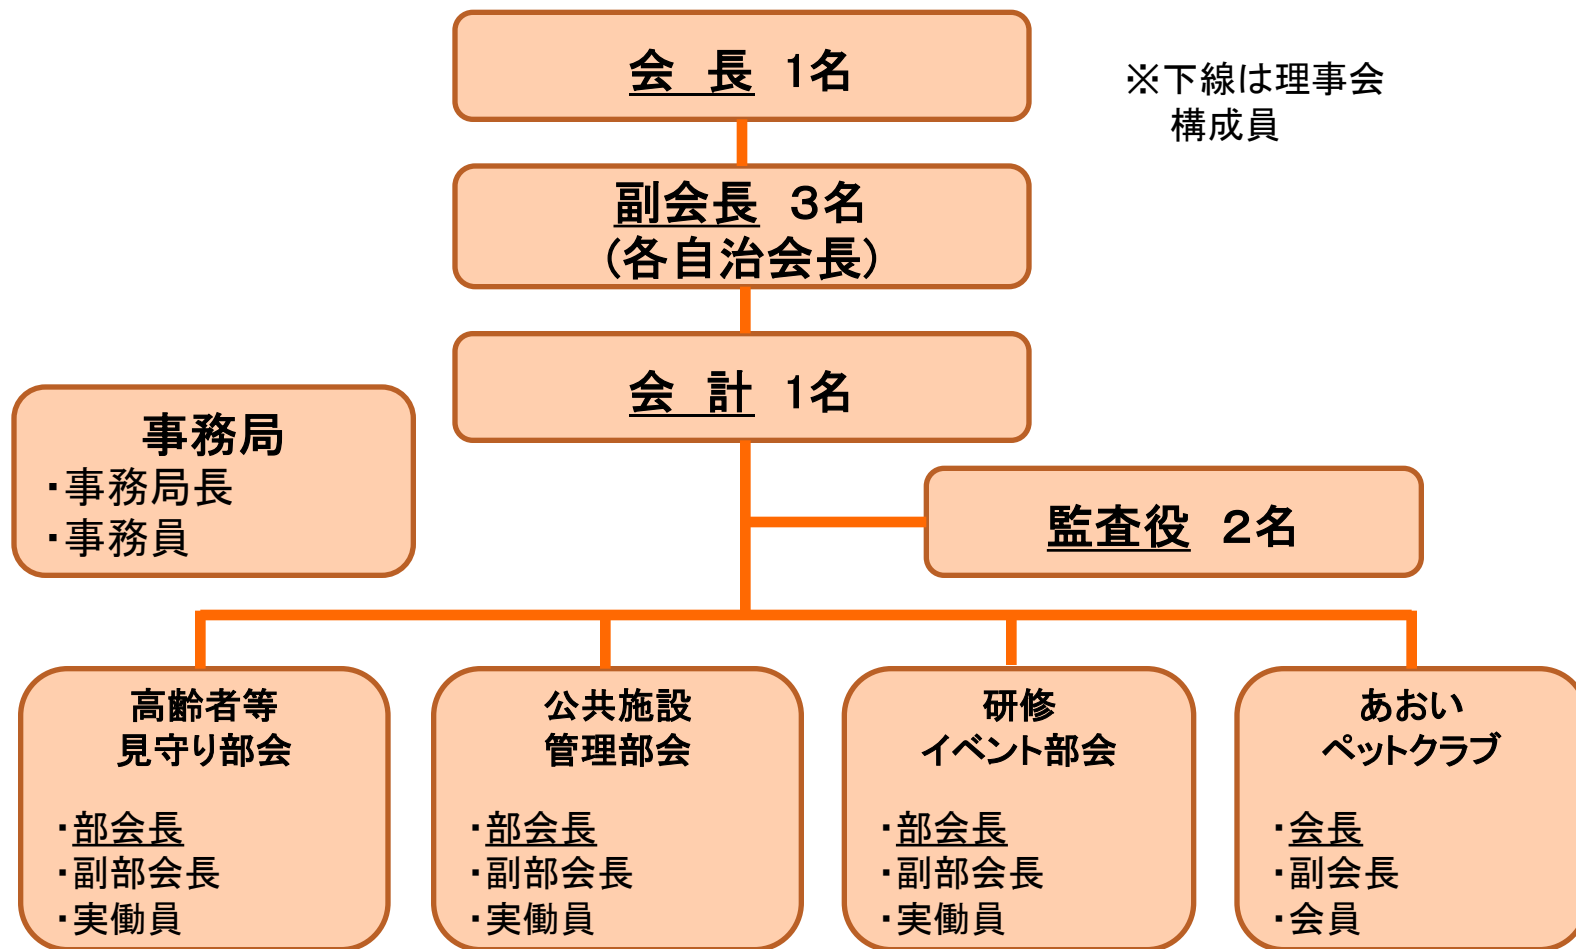 会　長　1名
※下線は理事会
構成員
副会長　３名
（各自治会長）
会　計　1名
事務局
・事務局長
・事務員
監査役　２名
高齢者等
見守り部会
・部会長
・副部会長
・実働員
公共施設
管理部会
・部会長
・副部会長
・実働員
研修
イベント部会
・部会長
・副部会長
・実働員
あおい
ペットクラブ
・会長
・副会長
・会員